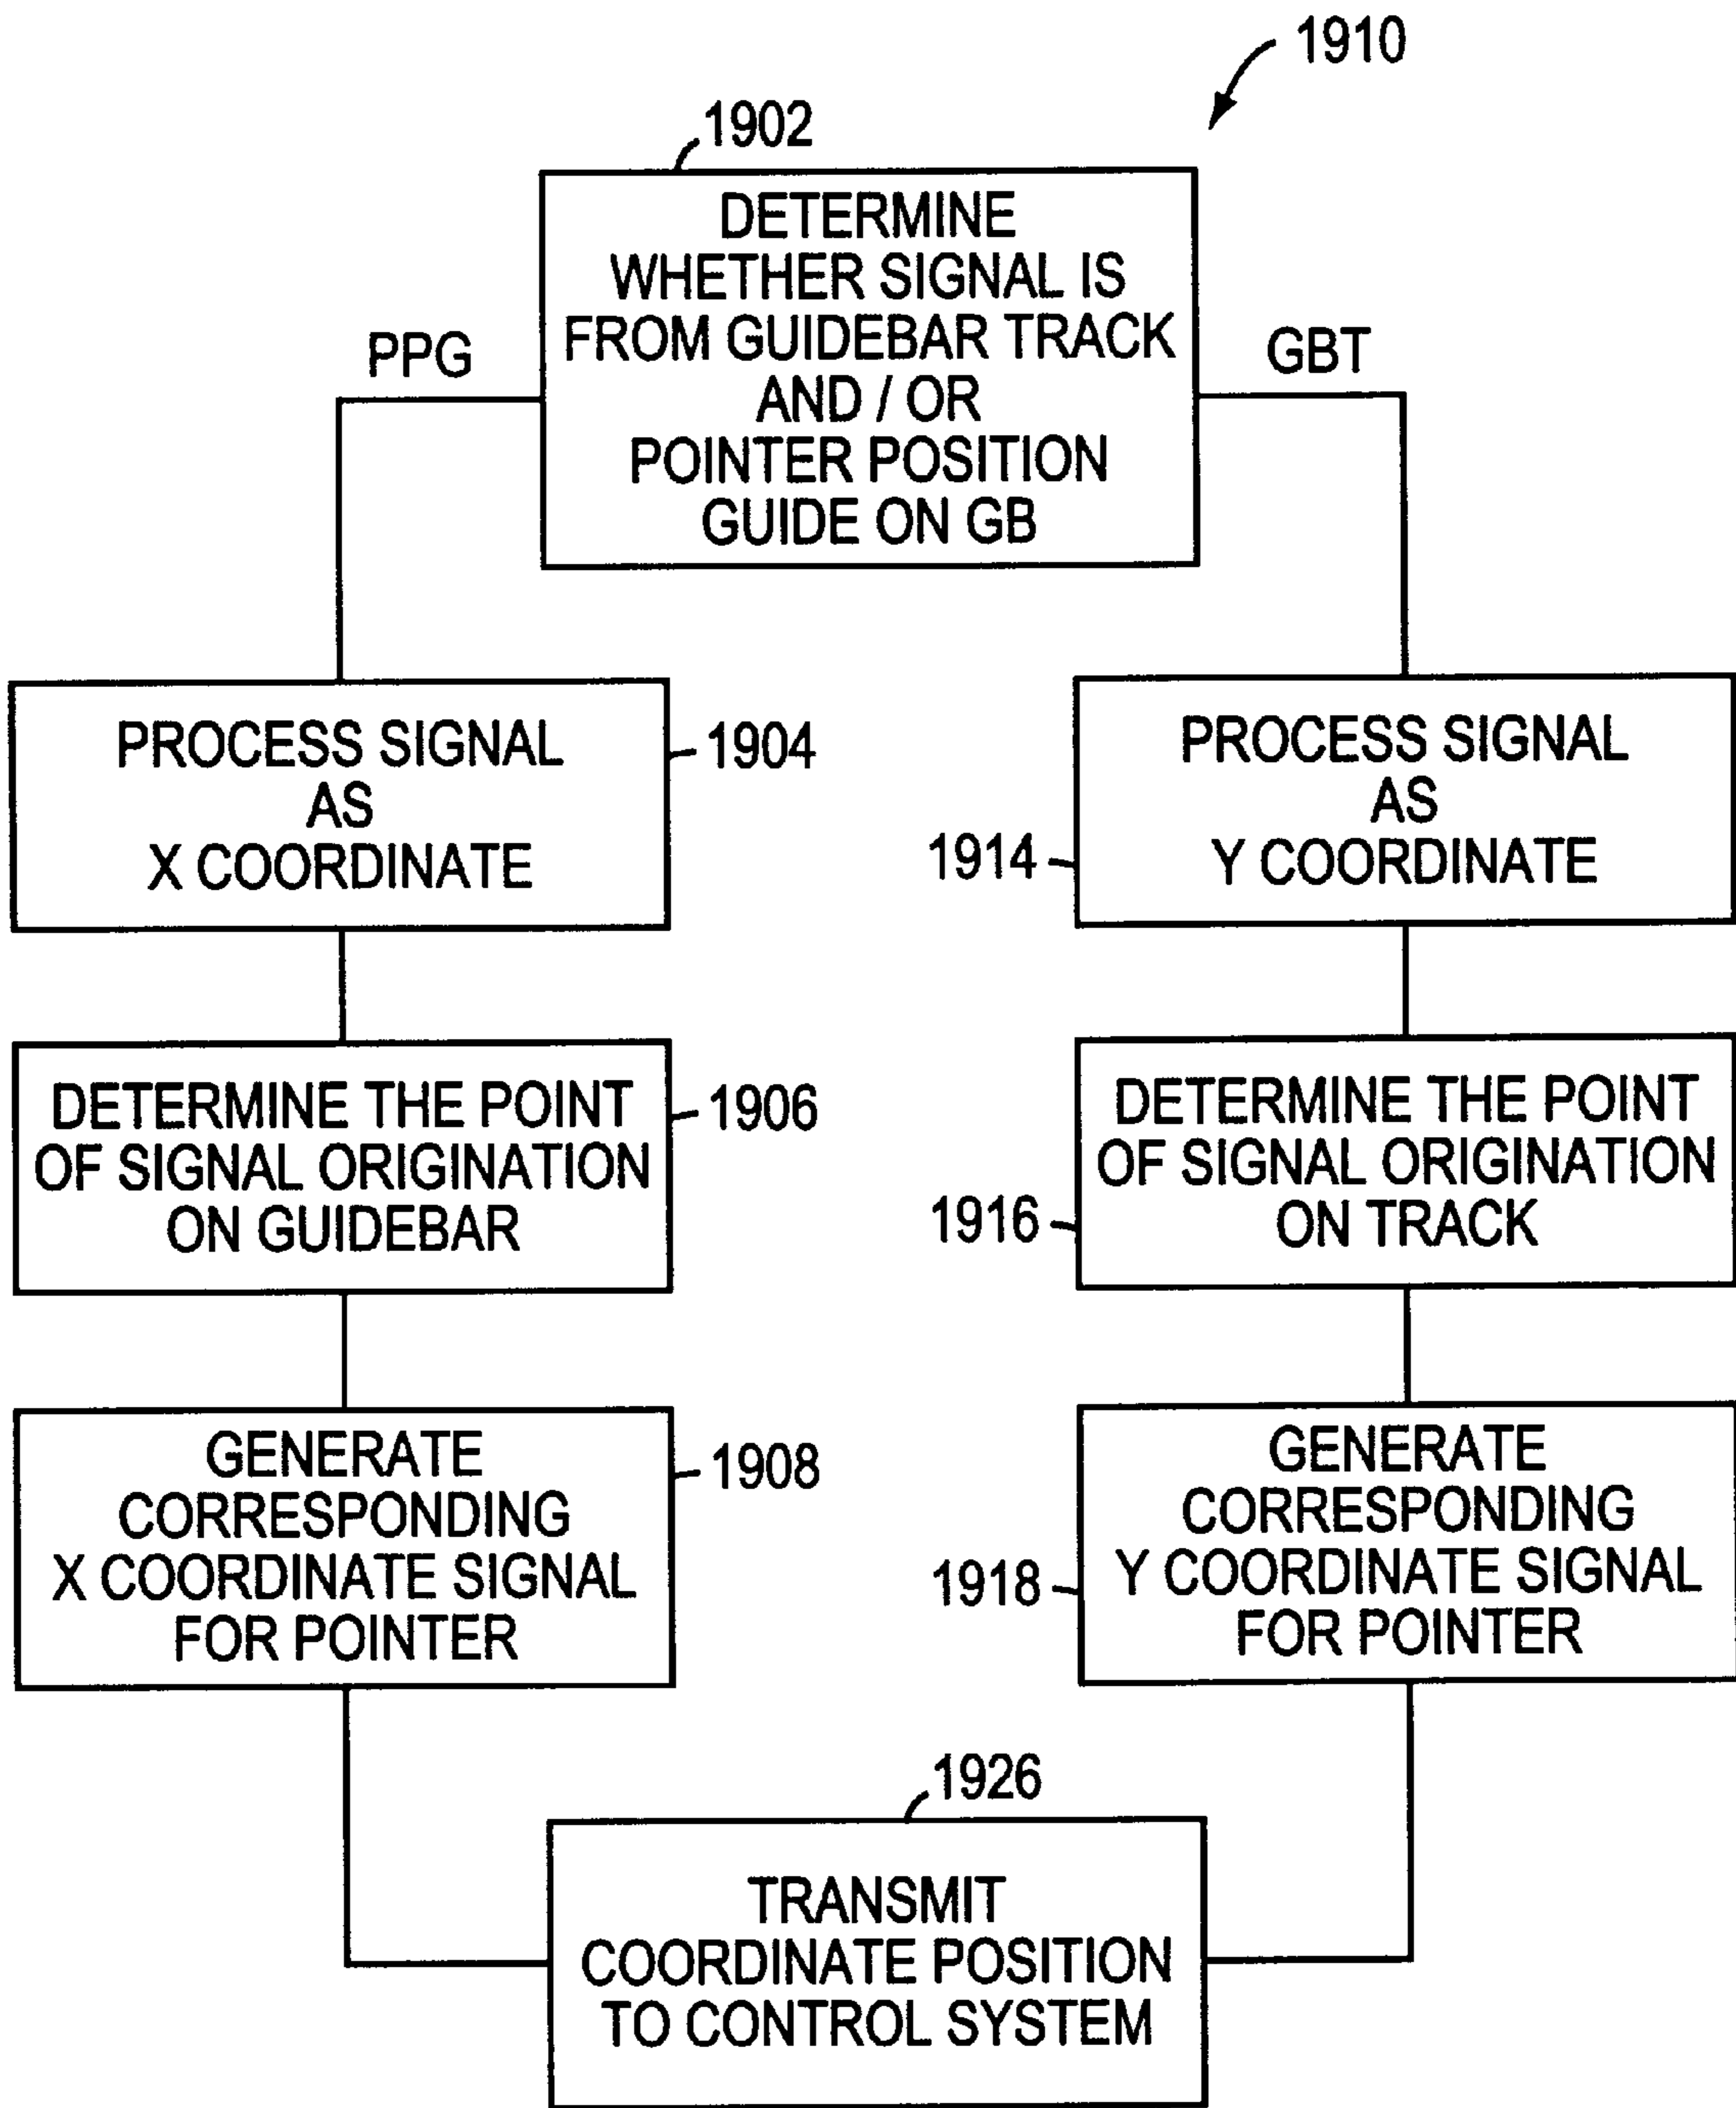 1910
1902
DETERMINE
WHETHER SIGNAL IS
FROM GUIDEBAR TRACK
AND / OR
POINTER POSITION
GUIDE ON GB
PPG
GBT
PROCESS SIGNAL
AS
X COORDINATE
1904
PROCESS SIGNAL
AS
Y COORDINATE
1914
DETERMINE THE POINT
OF SIGNAL ORIGINATION
ON GUIDEBAR
1906
DETERMINE THE POINT
OF SIGNAL ORIGINATION
ON TRACK
1916
GENERATE
CORRESPONDING
X COORDINATE SIGNAL
FOR POINTER
1908
GENERATE
CORRESPONDING
Y COORDINATE SIGNAL
FOR POINTER
1918
1926
TRANSMIT
COORDINATE POSITION
TO CONTROL SYSTEM